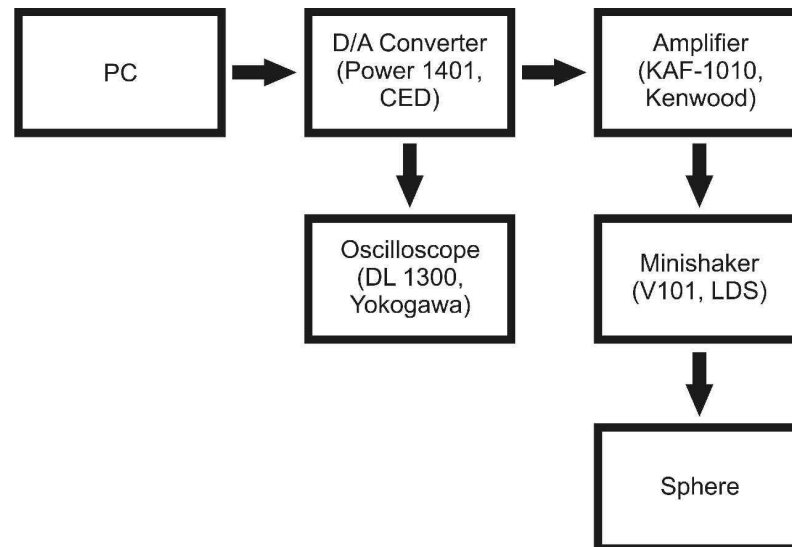 PC
D/A Converter
(Power 1401,
CED)
Amplifier
(KAF-1010,
Kenwood)
Oscilloscope
(DL 1300,
Yokogawa)
Minishaker
(V101, LDS)
Sphere